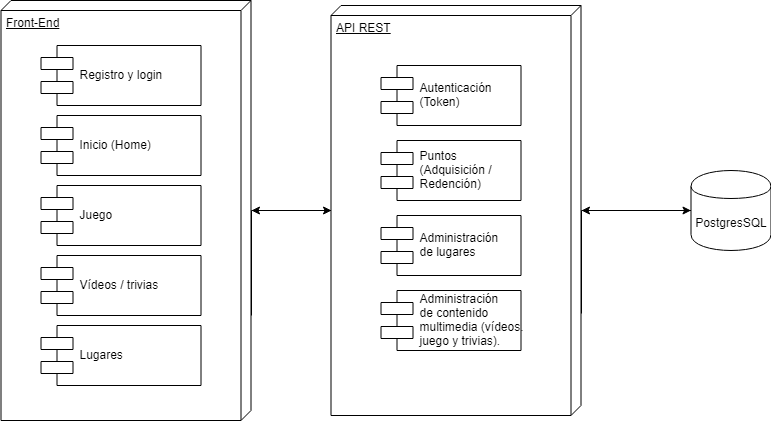 Front-End
Registro y login
Inicio (Home)
Juego
Vídeos / trivias
Lugares
API REST
Autenticación
(Token)
Puntos
(Adquisición /
Redención)
Administración
de lugares
Administración
de contenido
multimedia (vídeos,
juego y trivias).
PostgresSQL